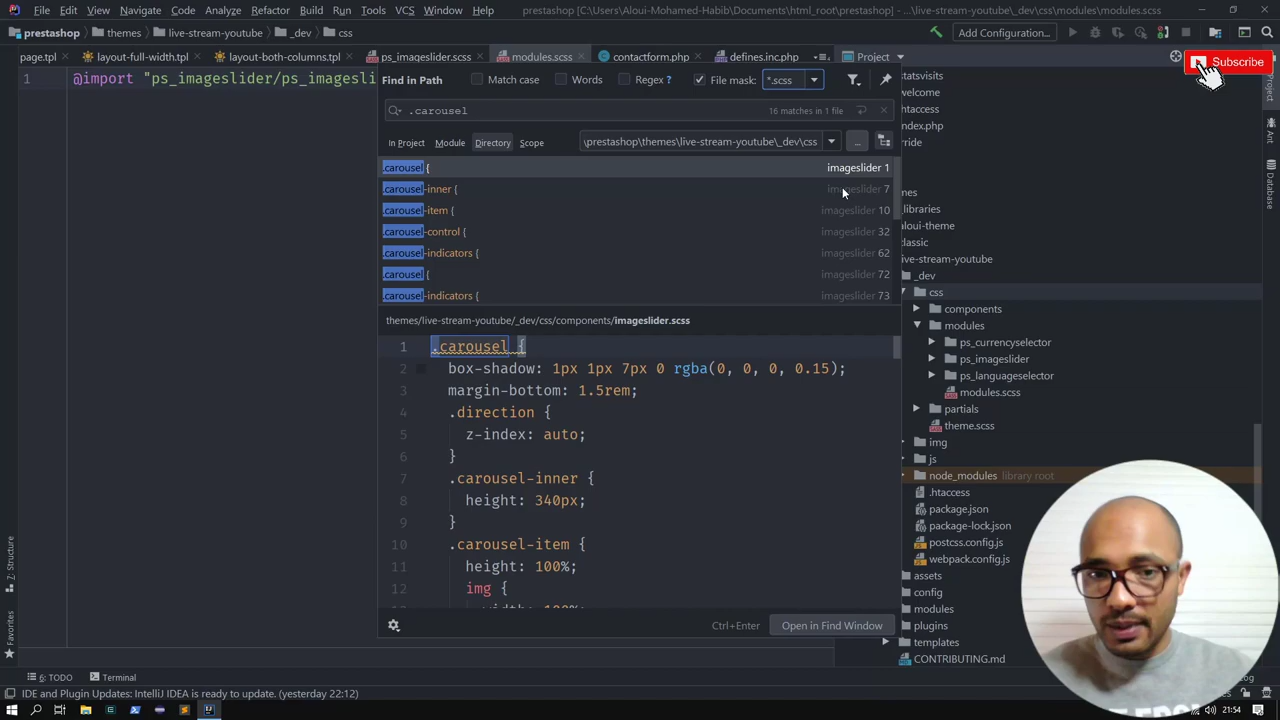 File Edit View Navigate Code Analyze Refactor Build Run Tools VCS Window Help prestashop [C:\Users\Aloui-Mohamed-Habib\Documents\html_root\prestashop] - ...\live-stream-youtube\_dev\css\modules\modules.scss
prestashop themes live-stream-youtube _dev css Add Configuration...
page.tpl layout-full-width.tpl layout-both-columns.tpl ps_imageslider.scss modules.scss contactform.php defines.inc.php Project
Subscribe
1 @import "ps_imageslider/ps_imagesli
Find in Path Match case Words Regex ? File mask: *.scss
.carousel 16 matches in 1 file
In Project Module Directory Scope \prestashop\themes\live-stream-youtube\_dev\css ...
.carousel { imageslider 1
.carousel-inner { imageslider 7
.carousel-item { imageslider 10
.carousel-control { imageslider 32
.carousel-indicators { imageslider 62
.carousel { imageslider 72
.carousel-indicators { imageslider 73
themes/live-stream-youtube/_dev/css/components/imageslider.scss
1 .carousel {
2 box-shadow: 1px 1px 7px 0 rgba(0, 0, 0, 0.15);
3 margin-bottom: 1.5rem;
4 .direction {
5 z-index: auto;
6 }
7 .carousel-inner {
8 height: 340px;
9 }
10 .carousel-item {
11 height: 100%;
12 img {
Ctrl+Enter Open in Find Window
statsvisits
welcome
htaccess
index.php
rride
nes
_libraries
aloui-theme
classic
live-stream-youtube
_dev
css
components
modules
ps_currencyselector
ps_imageslider
ps_languageselector
modules.scss
partials
theme.scss
img
js
node_modules library root
.htaccess
package.json
package-lock.json
postcss.config.js
webpack.config.js
assets
config
modules
plugins
templates
CONTRIBUTING.md
Project
Ant
Database
Z: Structure
Favorites
6: TODO Terminal
IDE and Plugin Updates: IntelliJ IDEA is ready to update. (yesterday 22:12)
21:54